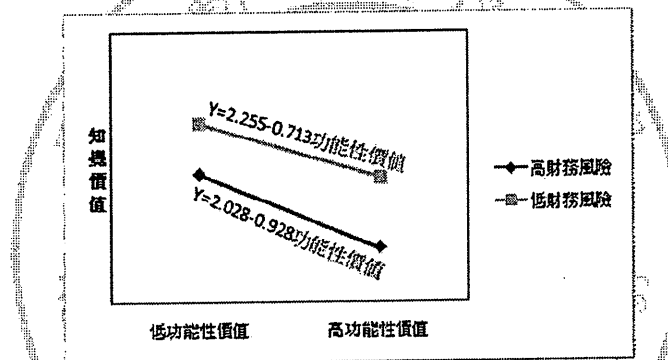 Y=2.255-0.713功能性價值
知覺價值
高財務風險
低財務風險
Y=2.028-0.928功能性價值
低功能性價值
高功能性價值